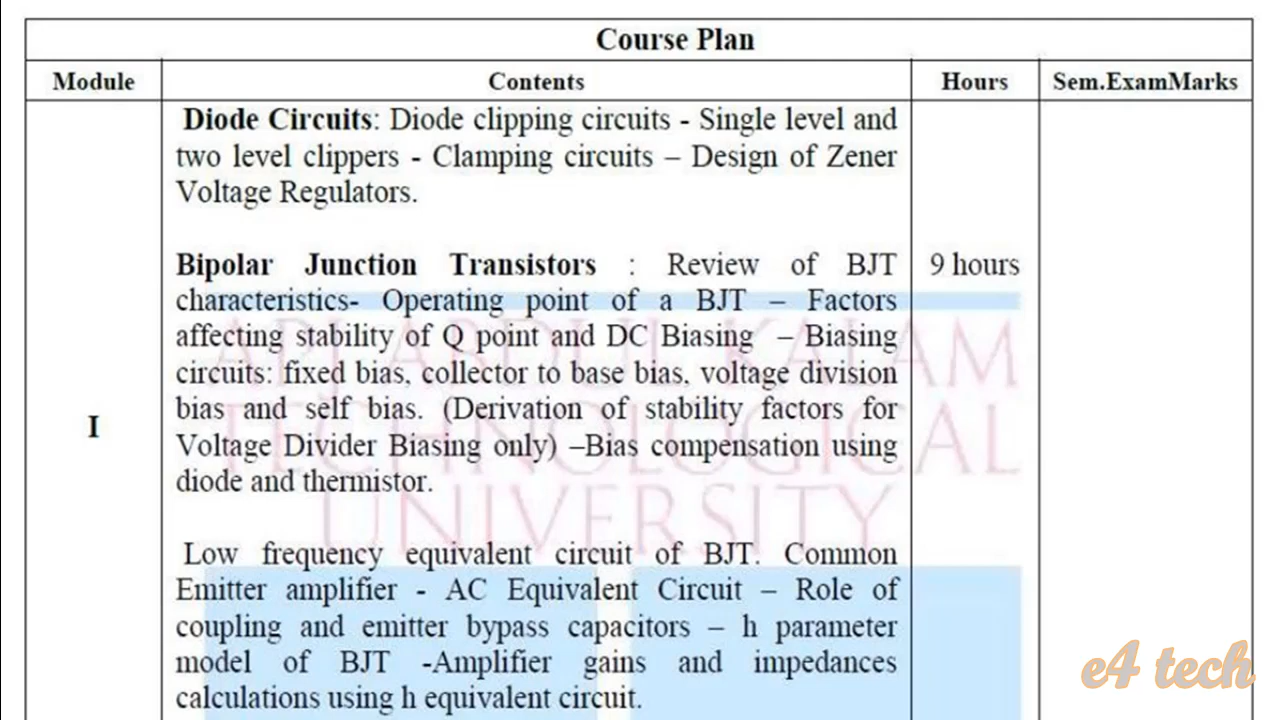 Course Plan
Module Contents Hours Sem.ExamMarks
Diode Circuits: Diode clipping circuits - Single level and
two level clippers - Clamping circuits – Design of Zener
Voltage Regulators.
Bipolar Junction Transistors : Review of BJT 9 hours
characteristics- Operating point of a BJT – Factors
affecting stability of Q point and DC Biasing – Biasing
circuits: fixed bias, collector to base bias, voltage division
bias and self bias. (Derivation of stability factors for
I
Voltage Divider Biasing only) –Bias compensation using
diode and thermistor.
Low frequency equivalent circuit of BJT. Common
Emitter amplifier - AC Equivalent Circuit – Role of
coupling and emitter bypass capacitors – h parameter
model of BJT -Amplifier gains and impedances
calculations using h equivalent circuit.
API ABDUL KALAM
TECHNOLOGICAL
UNIVERSITY
e4 tech